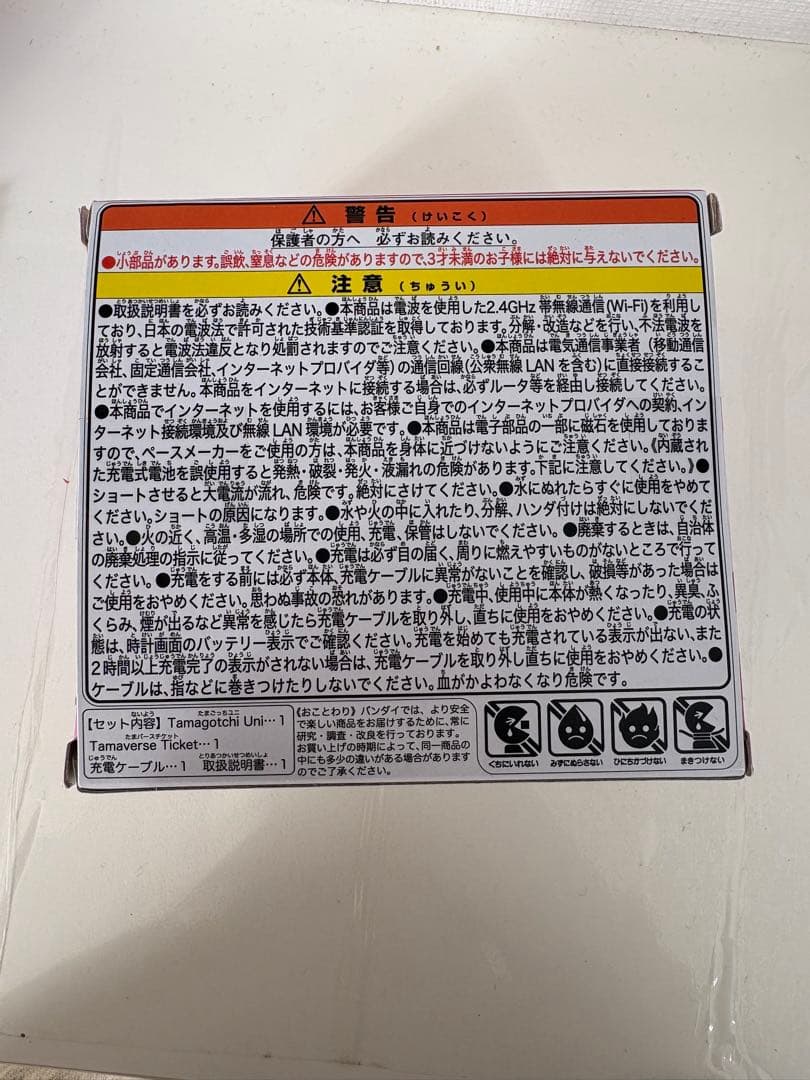 ⚠ 警告 (けいこく)
保護者の方へ 必ずお読みください。
●小部品があります。誤飲、窒息などの危険がありますので、3才未満のお子様には絶対に与えないでください。
⚠ 注意 (ちゅうい)
●取扱説明書を必ずお読みください。●本商品は電波を使用した2.4GHz 帯無線通信(Wi-Fi)を利用し
ており、日本の電波法で許可された技術基準認証を取得しております。分解・改造などを行い、不法電波を
放射すると電波法違反となり処罰されますのでご注意ください。●本商品は電気通信事業者 (移動通信
会社、固定通信会社、インターネットプロバイダ等)の通信回線(公衆無線 LAN を含む)に直接接続するこ
とができません。本商品をインターネットに接続する場合は、必ずルータ等を経由し接続してください。
●本商品でインターネットを使用するには、お客様ご自身でのインターネットプロバイダへの契約、インタ
ーネット接続環境及び無線 LAN 環境が必要です。●本商品は電子部品の一部に磁石を使用しておりま
すので、ペースメーカーをご使用の方は、本商品を身体に近づけないようにご注意ください。《内蔵され
た充電式電池を誤使用すると発熱・破裂・発火・液漏れの危険があります。下記に注意してください。》●
ショートさせると大電流が流れ、危険です。絶対にさけてください。●水にぬれたらすぐに使用をやめて
ください。ショートの原因になります。●水や火の中に入れたり、分解、ハンダ付けは絶対にしないでくだ
さい。●火の近く、高温・多湿の場所での使用、充電、保管はしないでください。●廃棄するときは、自治体
の廃棄処理の指示に従ってください。●充電は必ず目の届く、周りに燃えやすいものがないところで行って
ください。●充電をする前には必ず本体、充電ケーブルに異常がないことを確認し、破損等があった場合は
ご使用をおやめください。思わぬ事故の恐れがあります。●充電中、使用中に本体が熱くなったり、異臭、ふ
くらみ、煙が出るなど異常を感じたら充電ケーブルを取り外し、直ちに使用をおやめください。●充電の状
態は、時計画面のバッテリー表示でご確認ください。充電を始めても充電されている表示が出ない、また
2時間以上充電完了の表示がされない場合は、充電ケーブルを取り外し直ちに使用をおやめください。●
ケーブルは、指などに巻きつけたりしないでください。血がかよわなくなり危険です。
【セット内容】Tamagotchi Uni…1
Tamaverse Ticket…1
充電ケーブル…1 取扱説明書…1
《おことわり》バンダイでは、より安全
で楽しい商品をお届けするために、常に
研究・調査・改良を行っております。
お買い上げの時期によって、同一商品の
中にも多少の違いがある場合があります
のでご了承ください。
くちにいれない みずにぬらさない ひにちかづけない まきつけない